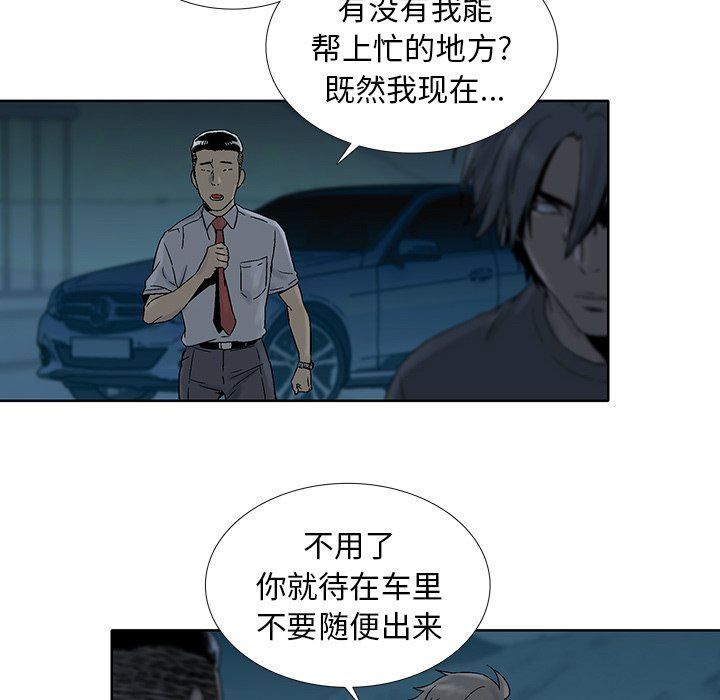 有没有我能
帮上忙的地方?
既然我现在...
不用了
你就待在车里
不要随便出来